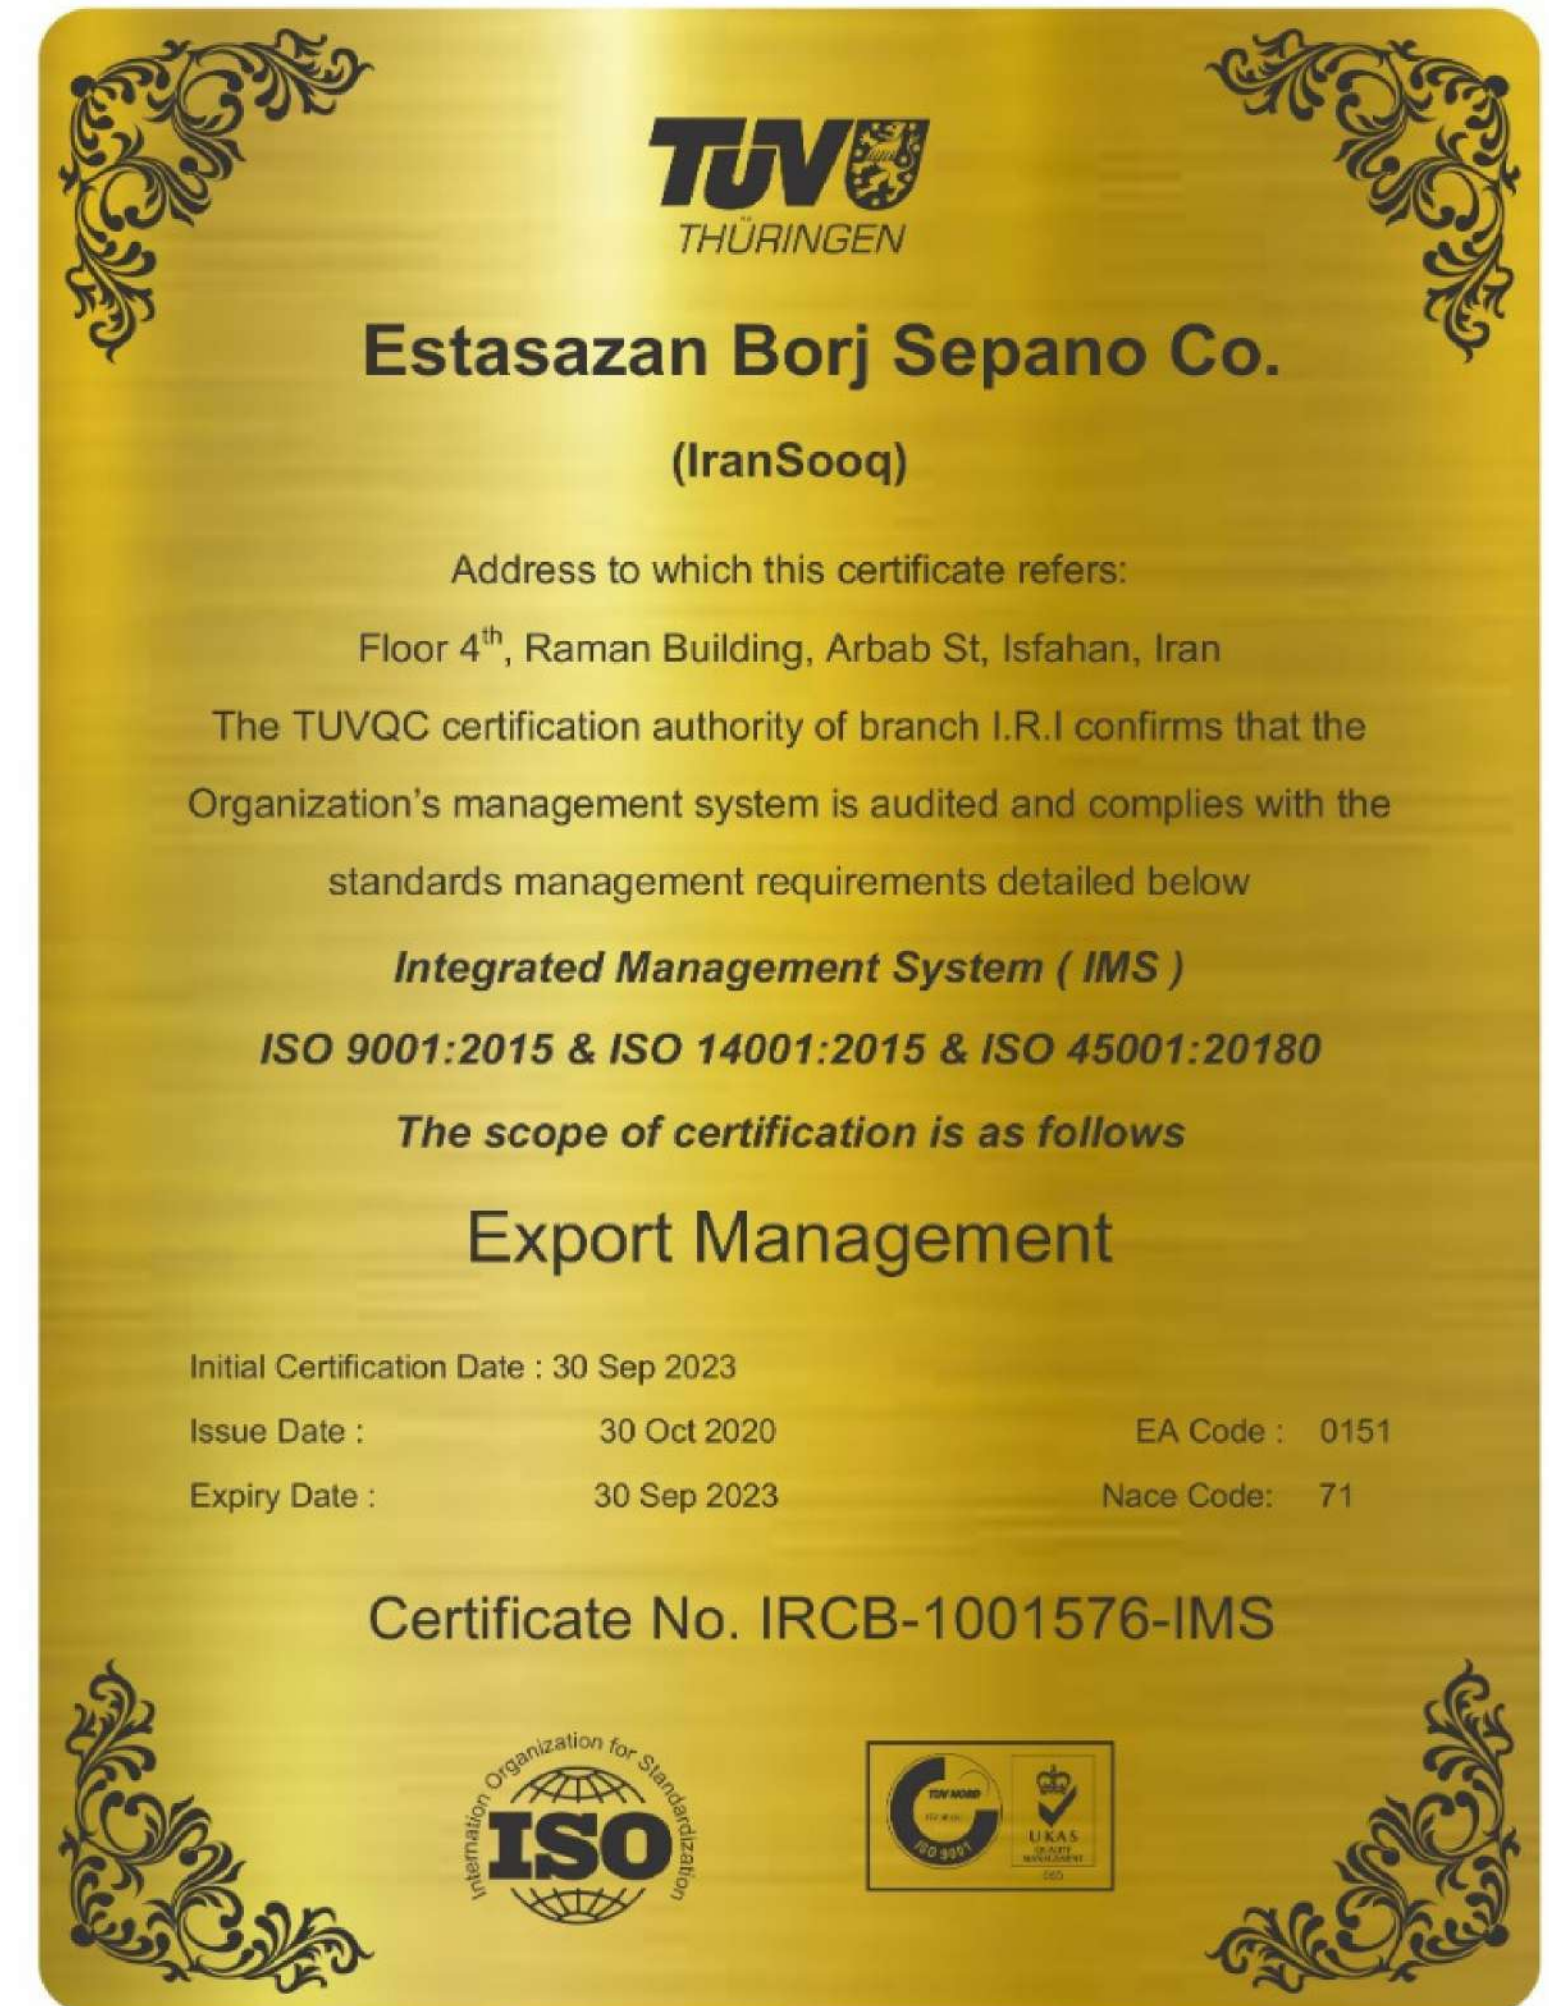 TÜV
THÜRINGEN
Estasazan Borj Sepano Co.
(IranSooq)
Address to which this certificate refers:
Floor 4th, Raman Building, Arbab St, Isfahan, Iran
The TUVQC certification authority of branch I.R.I confirms that the
Organization's management system is audited and complies with the
standards management requirements detailed below
Integrated Management System ( IMS )
ISO 9001:2015 & ISO 14001:2015 & ISO 45001:20180
The scope of certification is as follows
Export Management
Initial Certification Date : 30 Sep 2023
Issue Date : 30 Oct 2020 EA Code : 0151
Expiry Date : 30 Sep 2023 Nace Code: 71
Certificate No. IRCB-1001576-IMS
Internation Organization for Standardization
ISO
TÜV NORD
ISO 9001
UKAS
QUALITY
MANAGEMENT